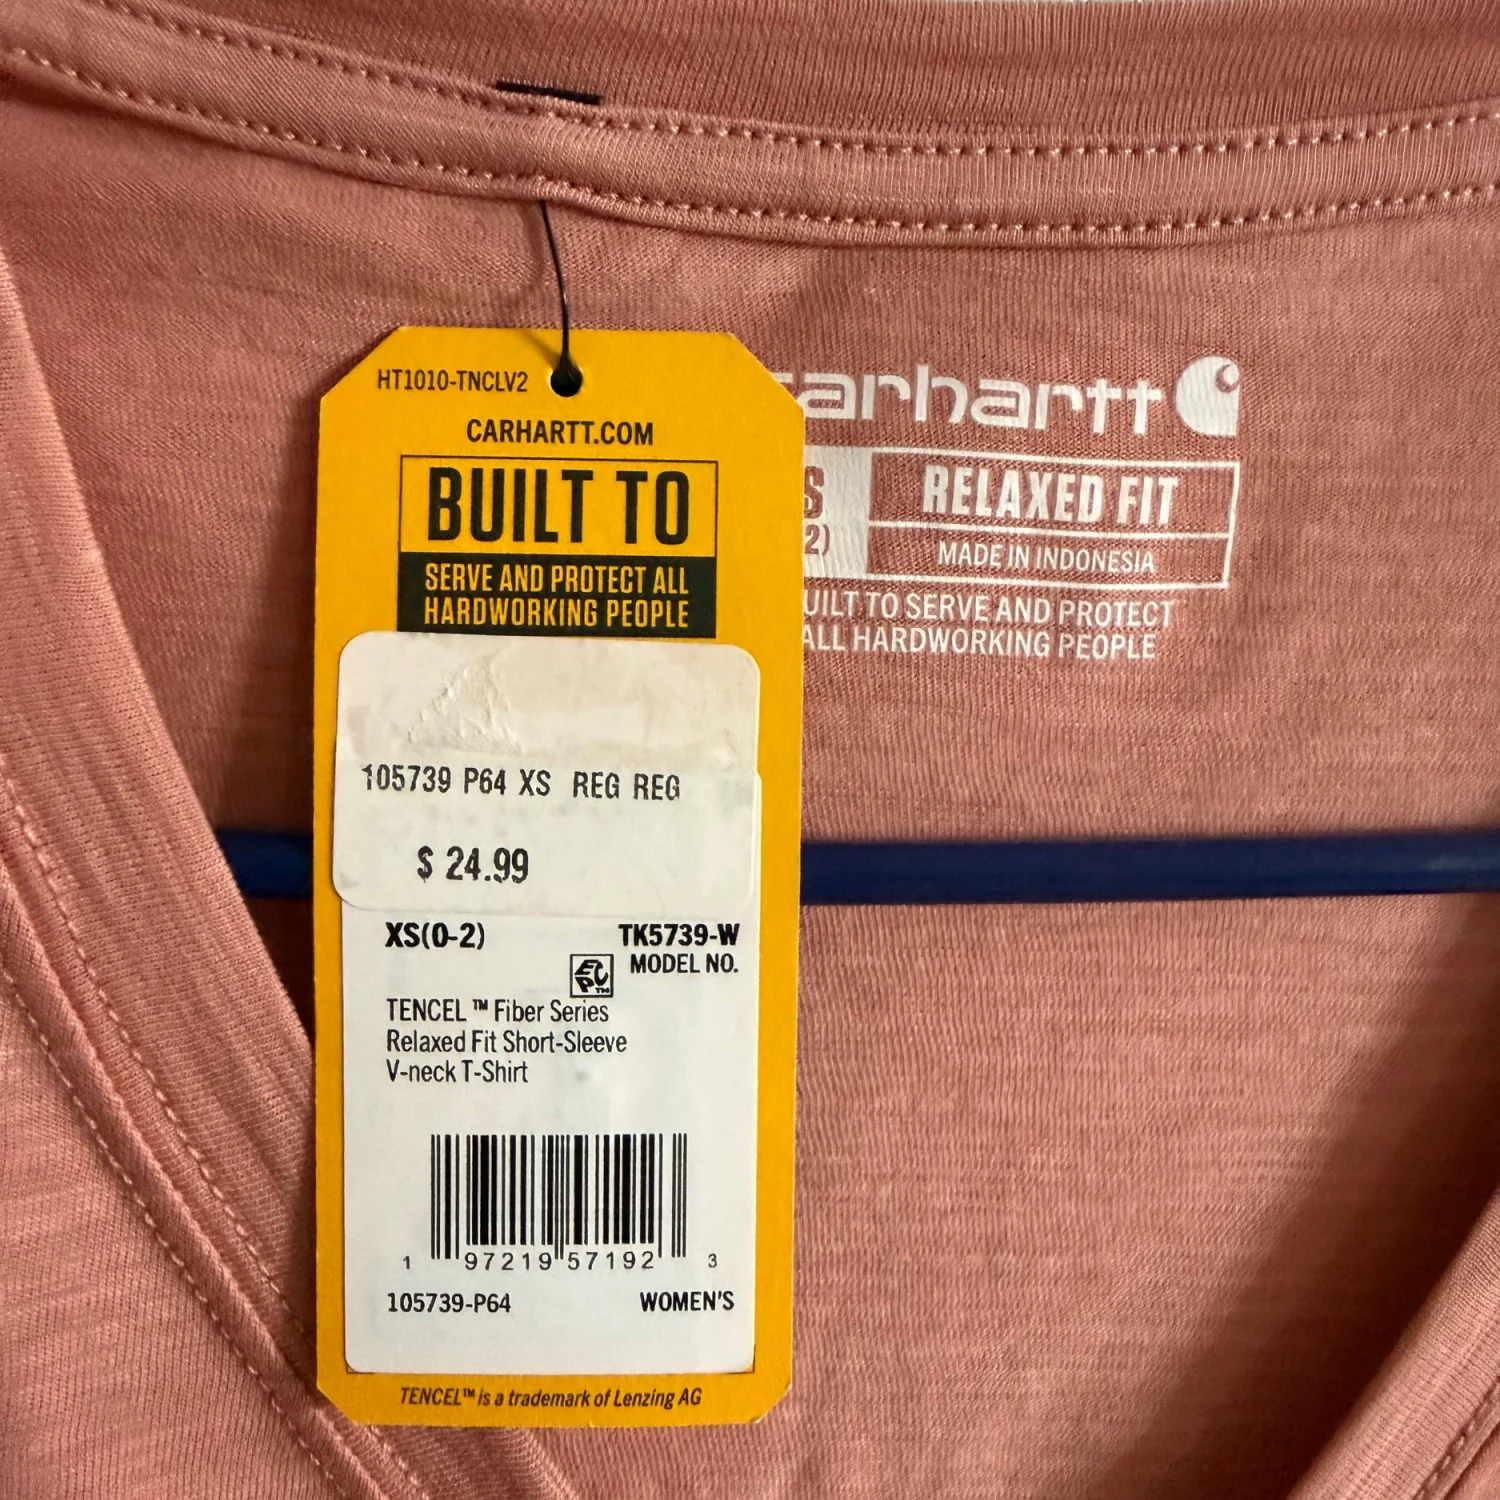 HT1010-TNCLV2
CARHARTT.COM
BUILT TO
SERVE AND PROTECT ALL
HARDWORKING PEOPLE
105739 P64 XS REG REG
$ 24.99
XS(0-2) TK5739-W
MODEL NO.
TENCEL™ Fiber Series
Relaxed Fit Short-Sleeve
V-neck T-Shirt
1 97219 57192 3
105739-P64 WOMEN'S
TENCEL™ is a trademark of Lenzing AG
arhartt
S RELAXED FIT
2) MADE IN INDONESIA
UILT TO SERVE AND PROTECT
ALL HARDWORKING PEOPLE